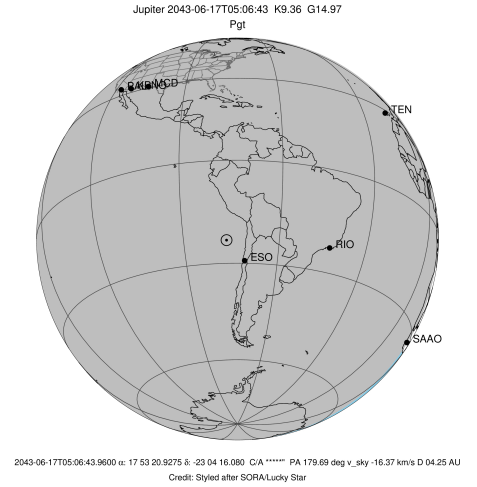 Jupiter 2043-06-17T05:06:43 K9.36 G14.97
Pgt
MCD
TEN
RIO
ESO
SAAO
2043-06-17T05:06:43.9600 α: 17 53 20.9275 δ: -23 04 16.080 C/A *****" PA 179.69 deg v_sky -16.37 km/s D 04.25 AU
Credit: Styled after SORA/Lucky Star